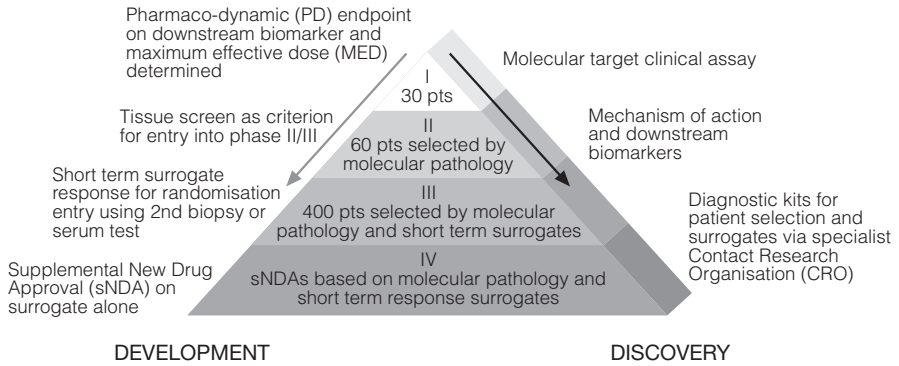 Pharmaco-dynamic (PD) endpoint
on downstream biomarker and
maximum effective dose (MED)
determined
Tissue screen as criterion
for entry into phase II/III
Short term surrogate
response for randomisation
entry using 2nd biopsy or
serum test
Supplemental New Drug
Approval (sNDA) on
surrogate alone
I
30 pts
II
60 pts selected by
molecular pathology
III
400 pts selected by molecular
pathology and short term surrogates
IV
sNDAs based on molecular pathology and
short term response surrogates
Molecular target clinical assay
Mechanism of action
and downstream
biomarkers
Diagnostic kits for
patient selection and
surrogates via specialist
Contact Research
Organisation (CRO)
DEVELOPMENT
DISCOVERY